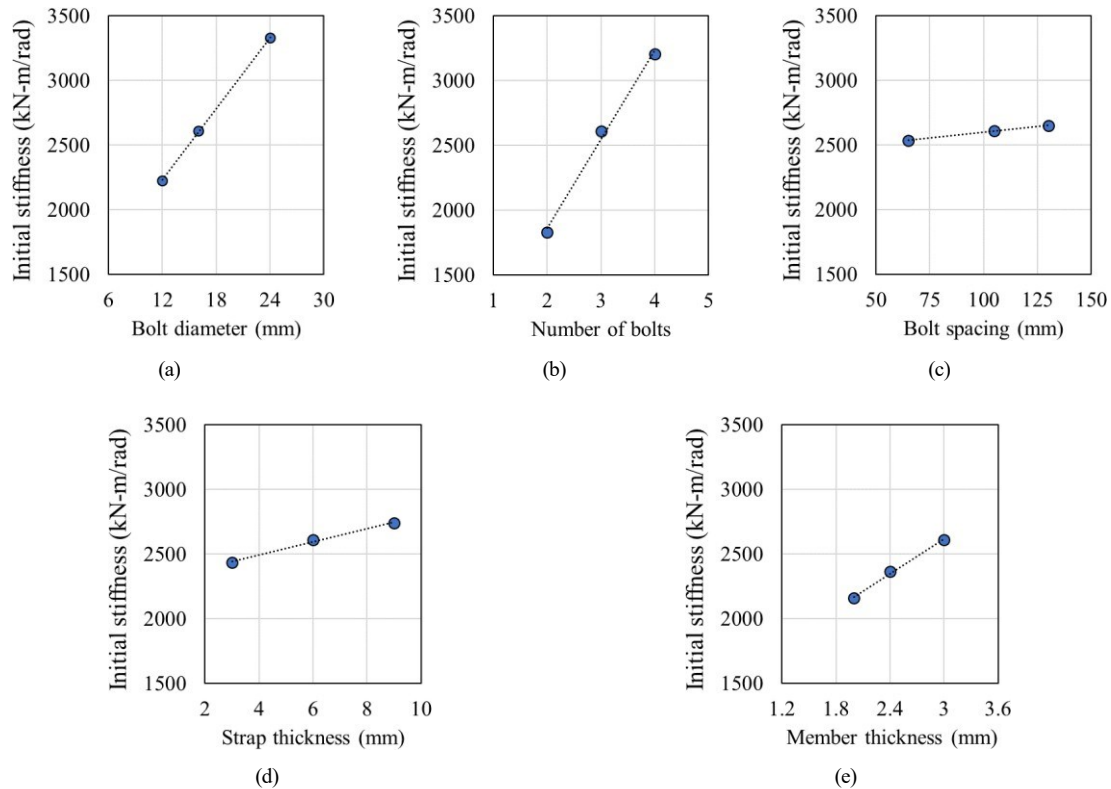 3500
3000
2500
2000
1500
Initial stiffness (kN-m/rad)
6 12 18 24 30
Bolt diameter (mm)
(a)
3500
3000
2500
2000
1500
Initial stiffness (kN-m/rad)
1 2 3 4 5
Number of bolts
(b)
3500
3000
2500
2000
1500
Initial stiffness (kN-m/rad)
50 75 100 125 150
Bolt spacing (mm)
(c)
3500
3000
2500
2000
1500
Initial stiffness (kN-m/rad)
2 4 6 8 10
Strap thickness (mm)
(d)
3500
3000
2500
2000
1500
Initial stiffness (kN-m/rad)
1.2 1.8 2.4 3 3.6
Member thickness (mm)
(e)